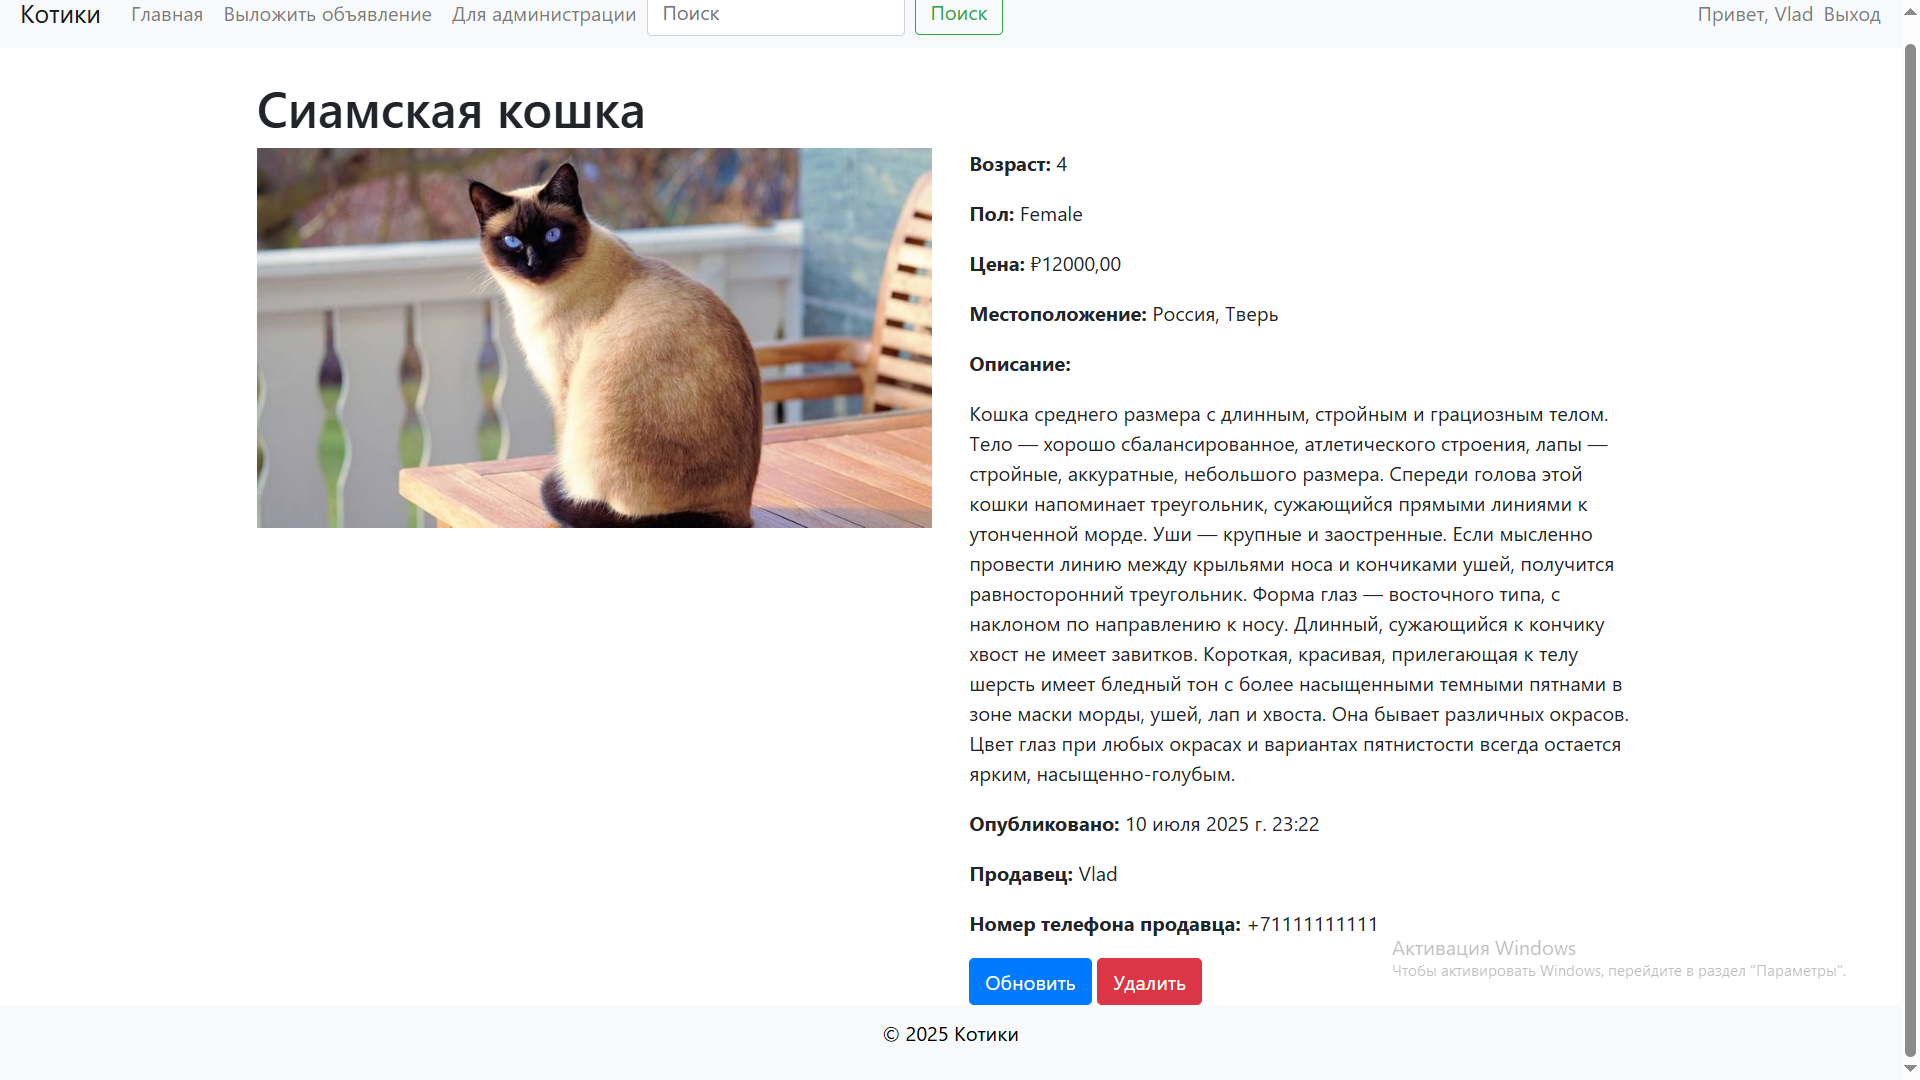 Котики Главная Выложить объявление Для администрации Поиск Поиск Привет, Vlad Выход
Сиамская кошка
Возраст: 4
Пол: Female
Цена: ₽12000,00
Местоположение: Россия, Тверь
Описание:
Кошка среднего размера с длинным, стройным и грациозным телом.
Тело — хорошо сбалансированное, атлетического строения, лапы —
стройные, аккуратные, небольшого размера. Спереди голова этой
кошки напоминает треугольник, сужающийся прямыми линиями к
утонченной морде. Уши — крупные и заостренные. Если мысленно
провести линию между крыльями носа и кончиками ушей, получится
равносторонний треугольник. Форма глаз — восточного типа, с
наклоном по направлению к носу. Длинный, сужающийся к кончику
хвост не имеет завитков. Короткая, красивая, прилегающая к телу
шерсть имеет бледный тон с более насыщенными темными пятнами в
зоне маски морды, ушей, лап и хвоста. Она бывает различных окрасов.
Цвет глаз при любых окрасах и вариантах пятнистости всегда остается
ярким, насыщенно-голубым.
Опубликовано: 10 июля 2025 г. 23:22
Продавец: Vlad
Номер телефона продавца: +71111111111
Активация Windows
Чтобы активировать Windows, перейдите в раздел "Параметры".
Обновить Удалить
© 2025 Котики